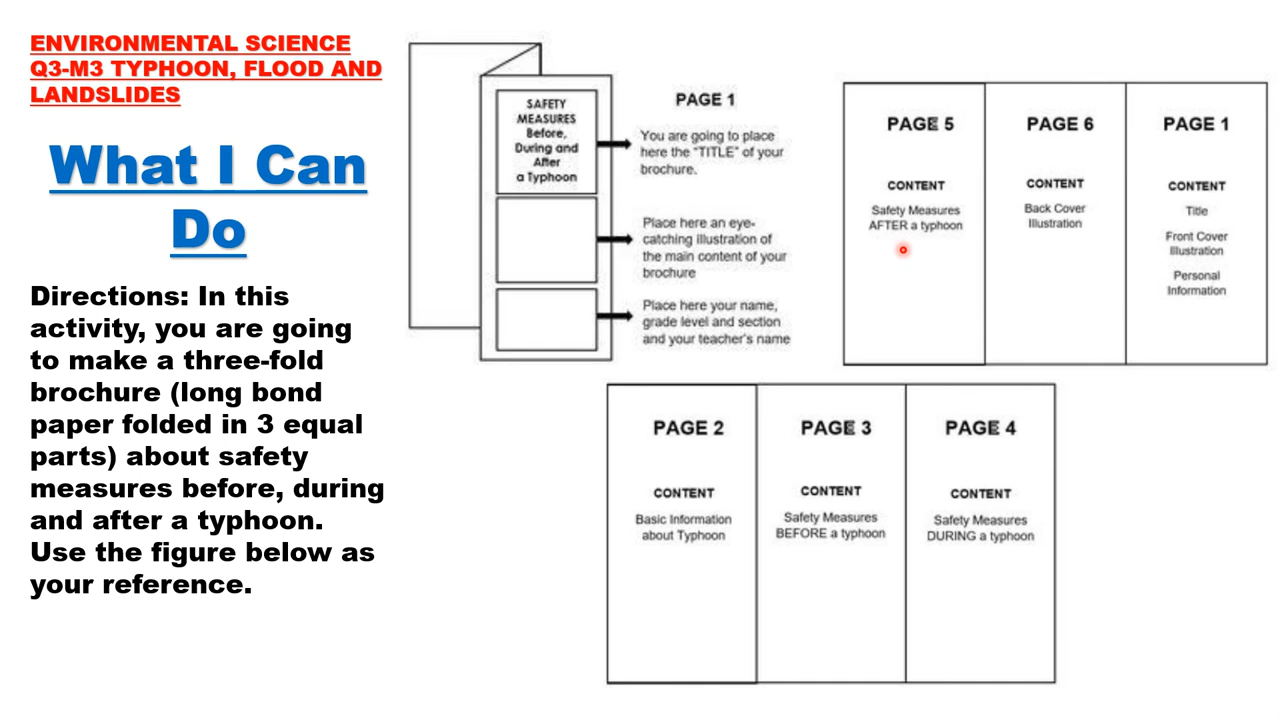 ENVIRONMENTAL SCIENCE
Q3-M3 TYPHOON, FLOOD AND
LANDSLIDES
What I Can
Do
Directions: In this
activity, you are going
to make a three-fold
brochure (long bond
paper folded in 3 equal
parts) about safety
measures before, during
and after a typhoon.
Use the figure below as
your reference.
SAFETY
MEASURES
Before,
During and
After
a Typhoon
PAGE 1
You are going to place
here the "TITLE" of your
brochure.
Place here an eye-
catching illustration of
the main content of your
brochure
Place here your name,
grade level and section
and your teacher's name
PAGE 5
CONTENT
Safety Measures
AFTER a typhoon
PAGE 6
CONTENT
Back Cover
Illustration
PAGE 1
CONTENT
Title
Front Cover
Illustration
Personal
Information
PAGE 2
CONTENT
Basic Information
about Typhoon
PAGE 3
CONTENT
Safety Measures
BEFORE a typhoon
PAGE 4
CONTENT
Safety Measures
DURING a typhoon